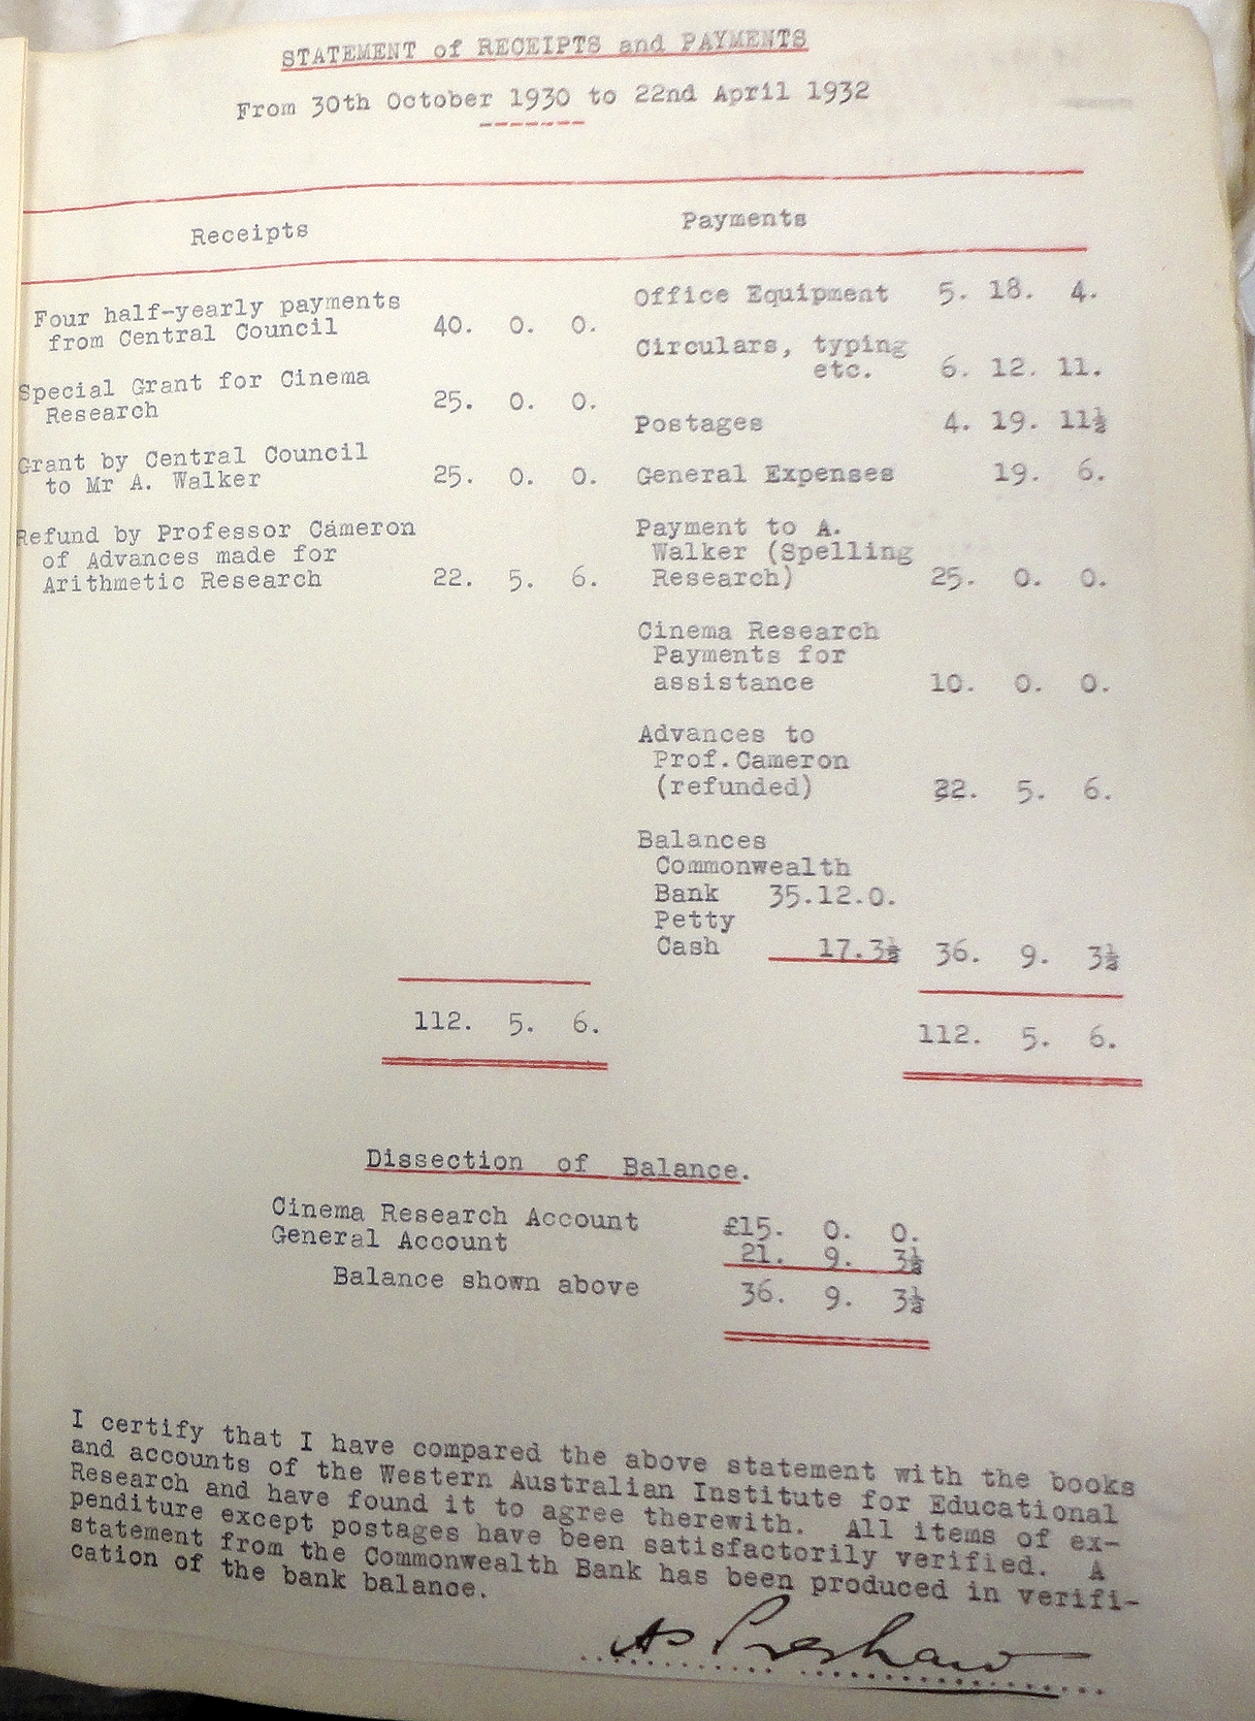 STATEMENT of RECEIPTS and PAYMENTS
From 30th October 1930 to 22nd April 1932
Receipts
Four half-yearly payments
from Central Council 40. 0. 0.
Special Grant for Cinema
Research 25. 0. 0.
Grant by Central Council
to Mr A. Walker 25. 0. 0.
Refund by Professor Cameron
of Advances made for
Arithmetic Research 22. 5. 6.
112. 5. 6.
Payments
Office Equipment 5. 18. 4.
Circulars, typing
etc. 6. 12. 11.
Postages 4. 19. 11½
General Expenses 19. 6.
Payment to A.
Walker (Spelling
Research) 25. 0. 0.
Cinema Research
Payments for
assistance 10. 0. 0.
Advances to
Prof.Cameron
(refunded) 22. 5. 6.
Balances
Commonwealth
Bank 35.12.0.
Petty
Cash 17.3½ 36. 9. 3½
112. 5. 6.
Dissection of Balance.
Cinema Research Account £15. 0. 0.
General Account 21. 9. 3½
Balance shown above 36. 9. 3½
I certify that I have compared the above statement with the books
and accounts of the Western Australian Institute for Educational
Research and have found it to agree therewith. All items of ex-
penditure except postages have been satisfactorily verified. A
statement from the Commonwealth Bank has been produced in verifi-
cation of the bank balance.
As Preshaw